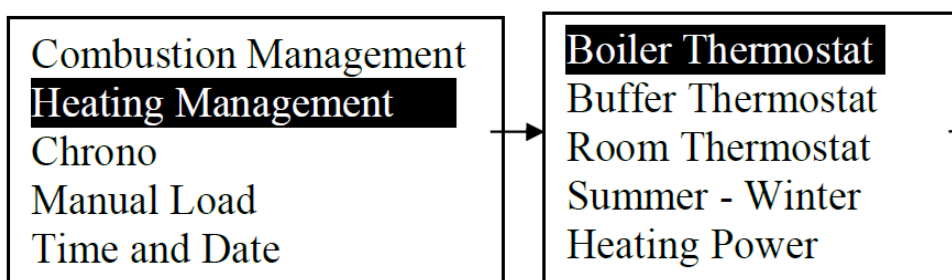 Combustion Management
Heating Management
Chrono
Manual Load
Time and Date
Boiler Thermostat
Buffer Thermostat
Room Thermostat
Summer - Winter
Heating Power